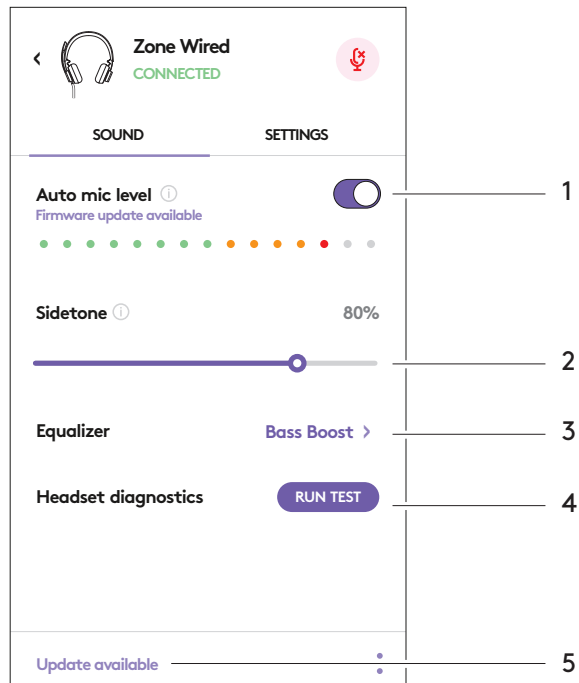 Zone Wired
CONNECTED
SOUND SETTINGS
Auto mic level
Firmware update available
1
Sidetone 80%
2
Equalizer Bass Boost >
3
Headset diagnostics RUN TEST
4
Update available
5